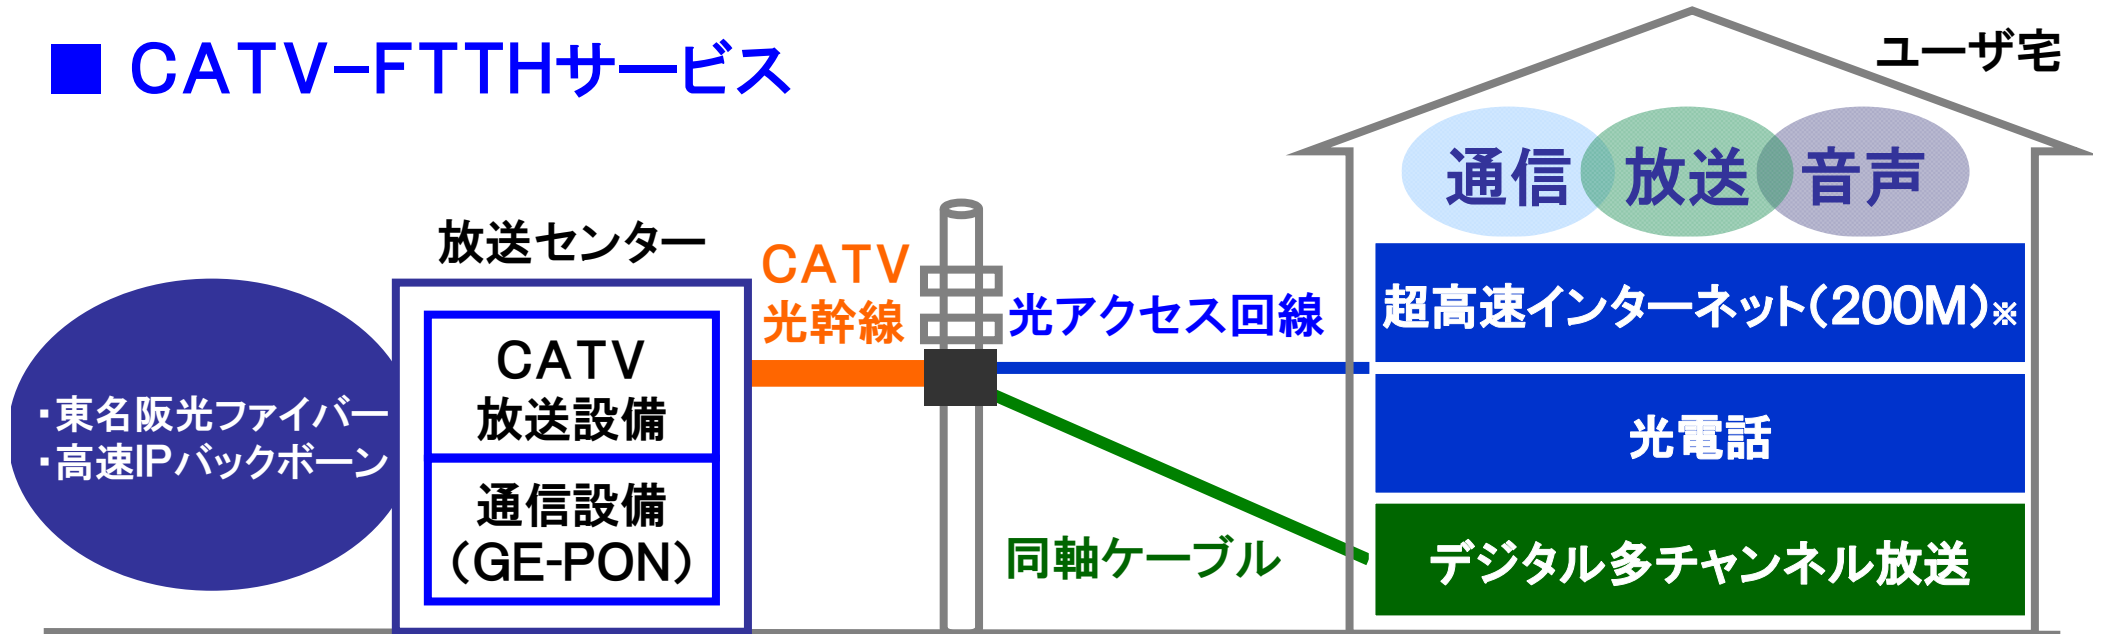 ■ CATV-FTTHサービス
ユーザ宅
通信 放送 音声
放送センター
CATV
光幹線
光アクセス回線
超高速インターネット(200M)※
CATV
放送設備
・東名阪光ファイバー
・高速IPバックボーン
光電話
通信設備
(GE-PON)
同軸ケーブル
デジタル多チャンネル放送